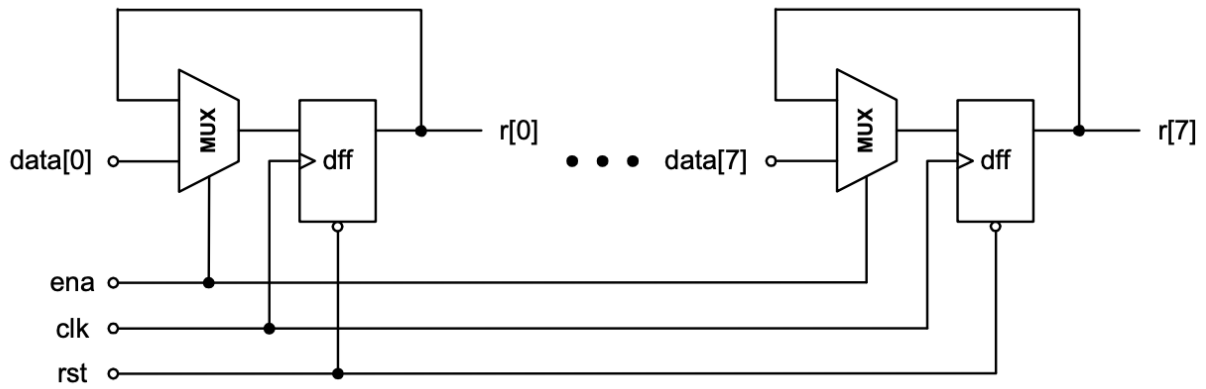 MUX
dff
r[0]
data[0]
MUX
dff
r[7]
data[7]
ena
clk
rst